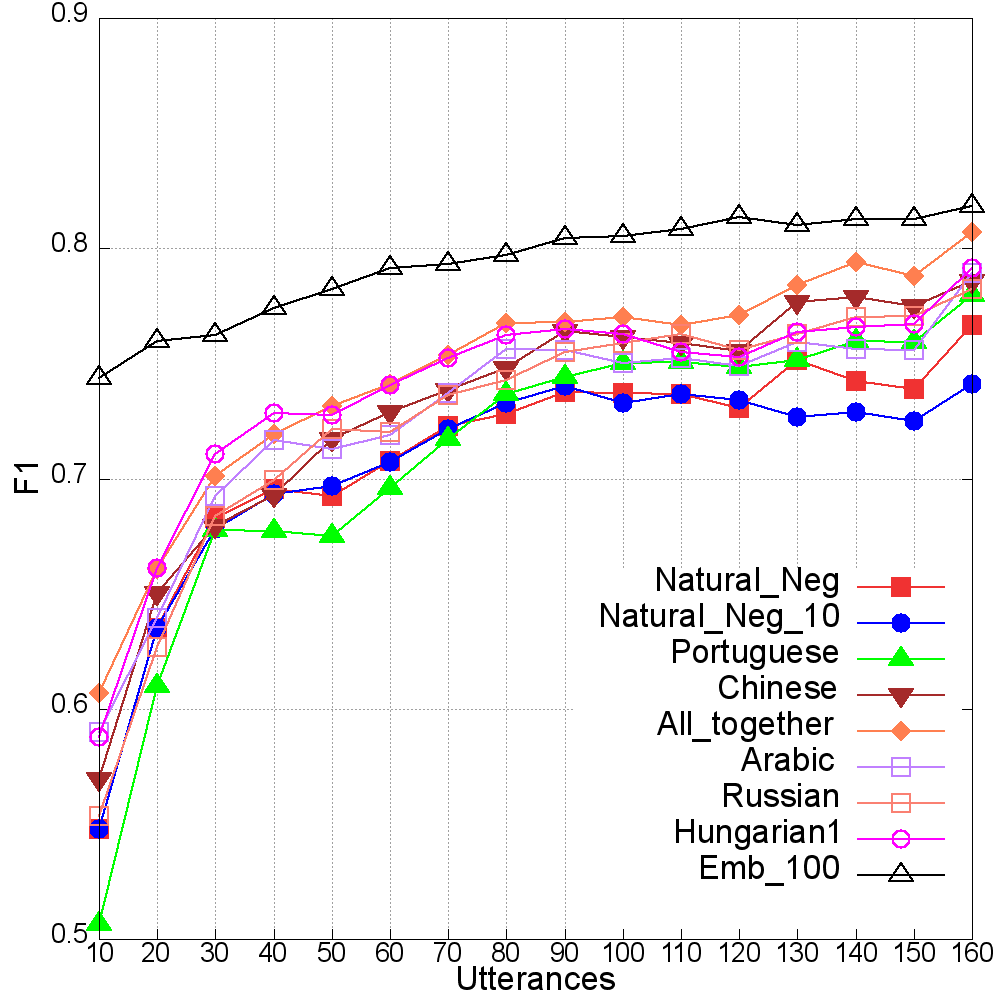 0.9
0.8
0.7
0.6
0.5
F1
Natural_Neg
Natural_Neg_10
Portuguese
Chinese
All_together
Arabic
Russian
Hungarian1
Emb_100
10 20 30 40 50 60 70 80 90 100 110 120 130 140 150 160
Utterances